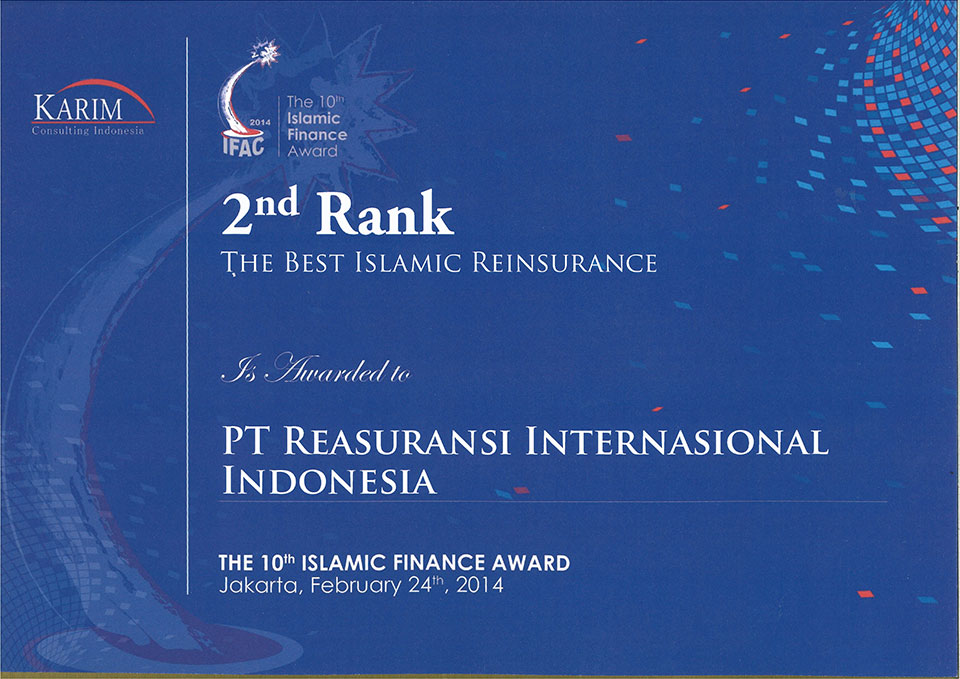 KARIM
Consulting Indonesia
2014
IFAC
The 10th
Islamic
Finance
Award
2nd Rank
The Best Islamic Reinsurance
Is Awarded to
PT Reasuransi Internasional
Indonesia
THE 10th ISLAMIC FINANCE AWARD
Jakarta, February 24th, 2014